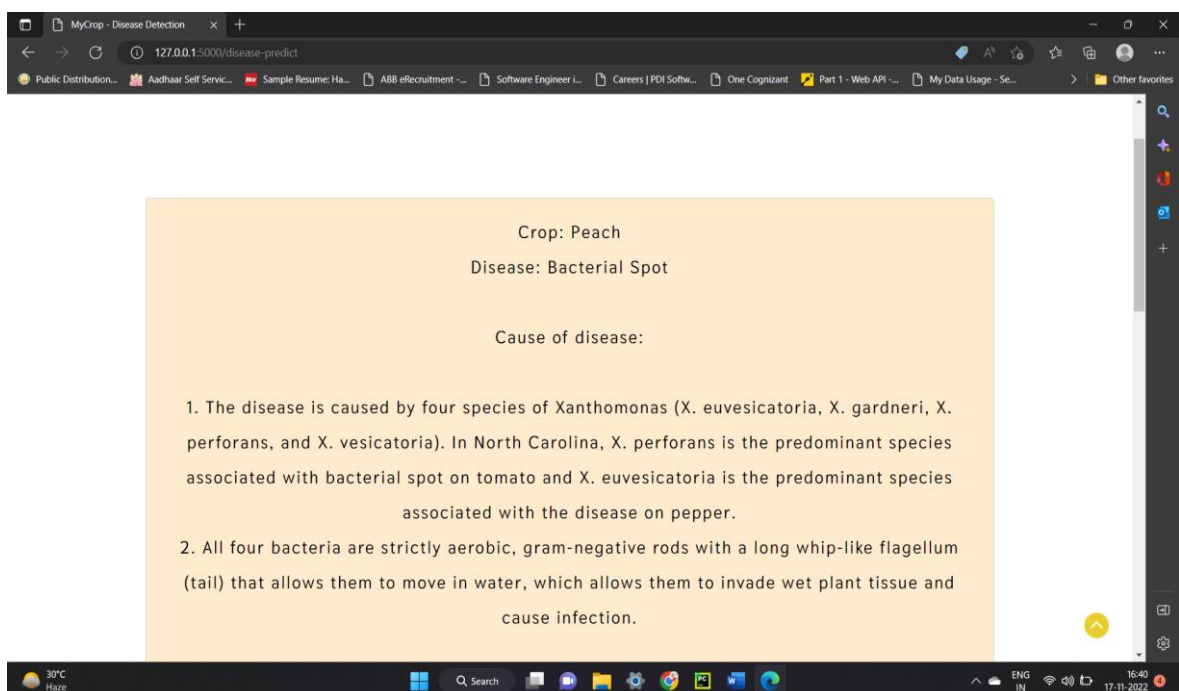 MyCrop - Disease Detection
127.0.0.1:5000/disease-predict
Public Distribution...
Aadhaar Self Servic...
Sample Resume: Ha...
ABB eRecruitment -...
Software Engineer i...
Careers | PDI Softw...
One Cognizant
Part 1 - Web API -...
My Data Usage - Se...
Other favorites
Crop: Peach
Disease: Bacterial Spot
Cause of disease:
1. The disease is caused by four species of Xanthomonas (X. euvesicatoria, X. gardneri, X.
perforans, and X. vesicatoria). In North Carolina, X. perforans is the predominant species
associated with bacterial spot on tomato and X. euvesicatoria is the predominant species
associated with the disease on pepper.
2. All four bacteria are strictly aerobic, gram-negative rods with a long whip-like flagellum
(tail) that allows them to move in water, which allows them to invade wet plant tissue and
cause infection.
30°C
Haze
Search
ENG
IN
16:40
17-11-2022
4